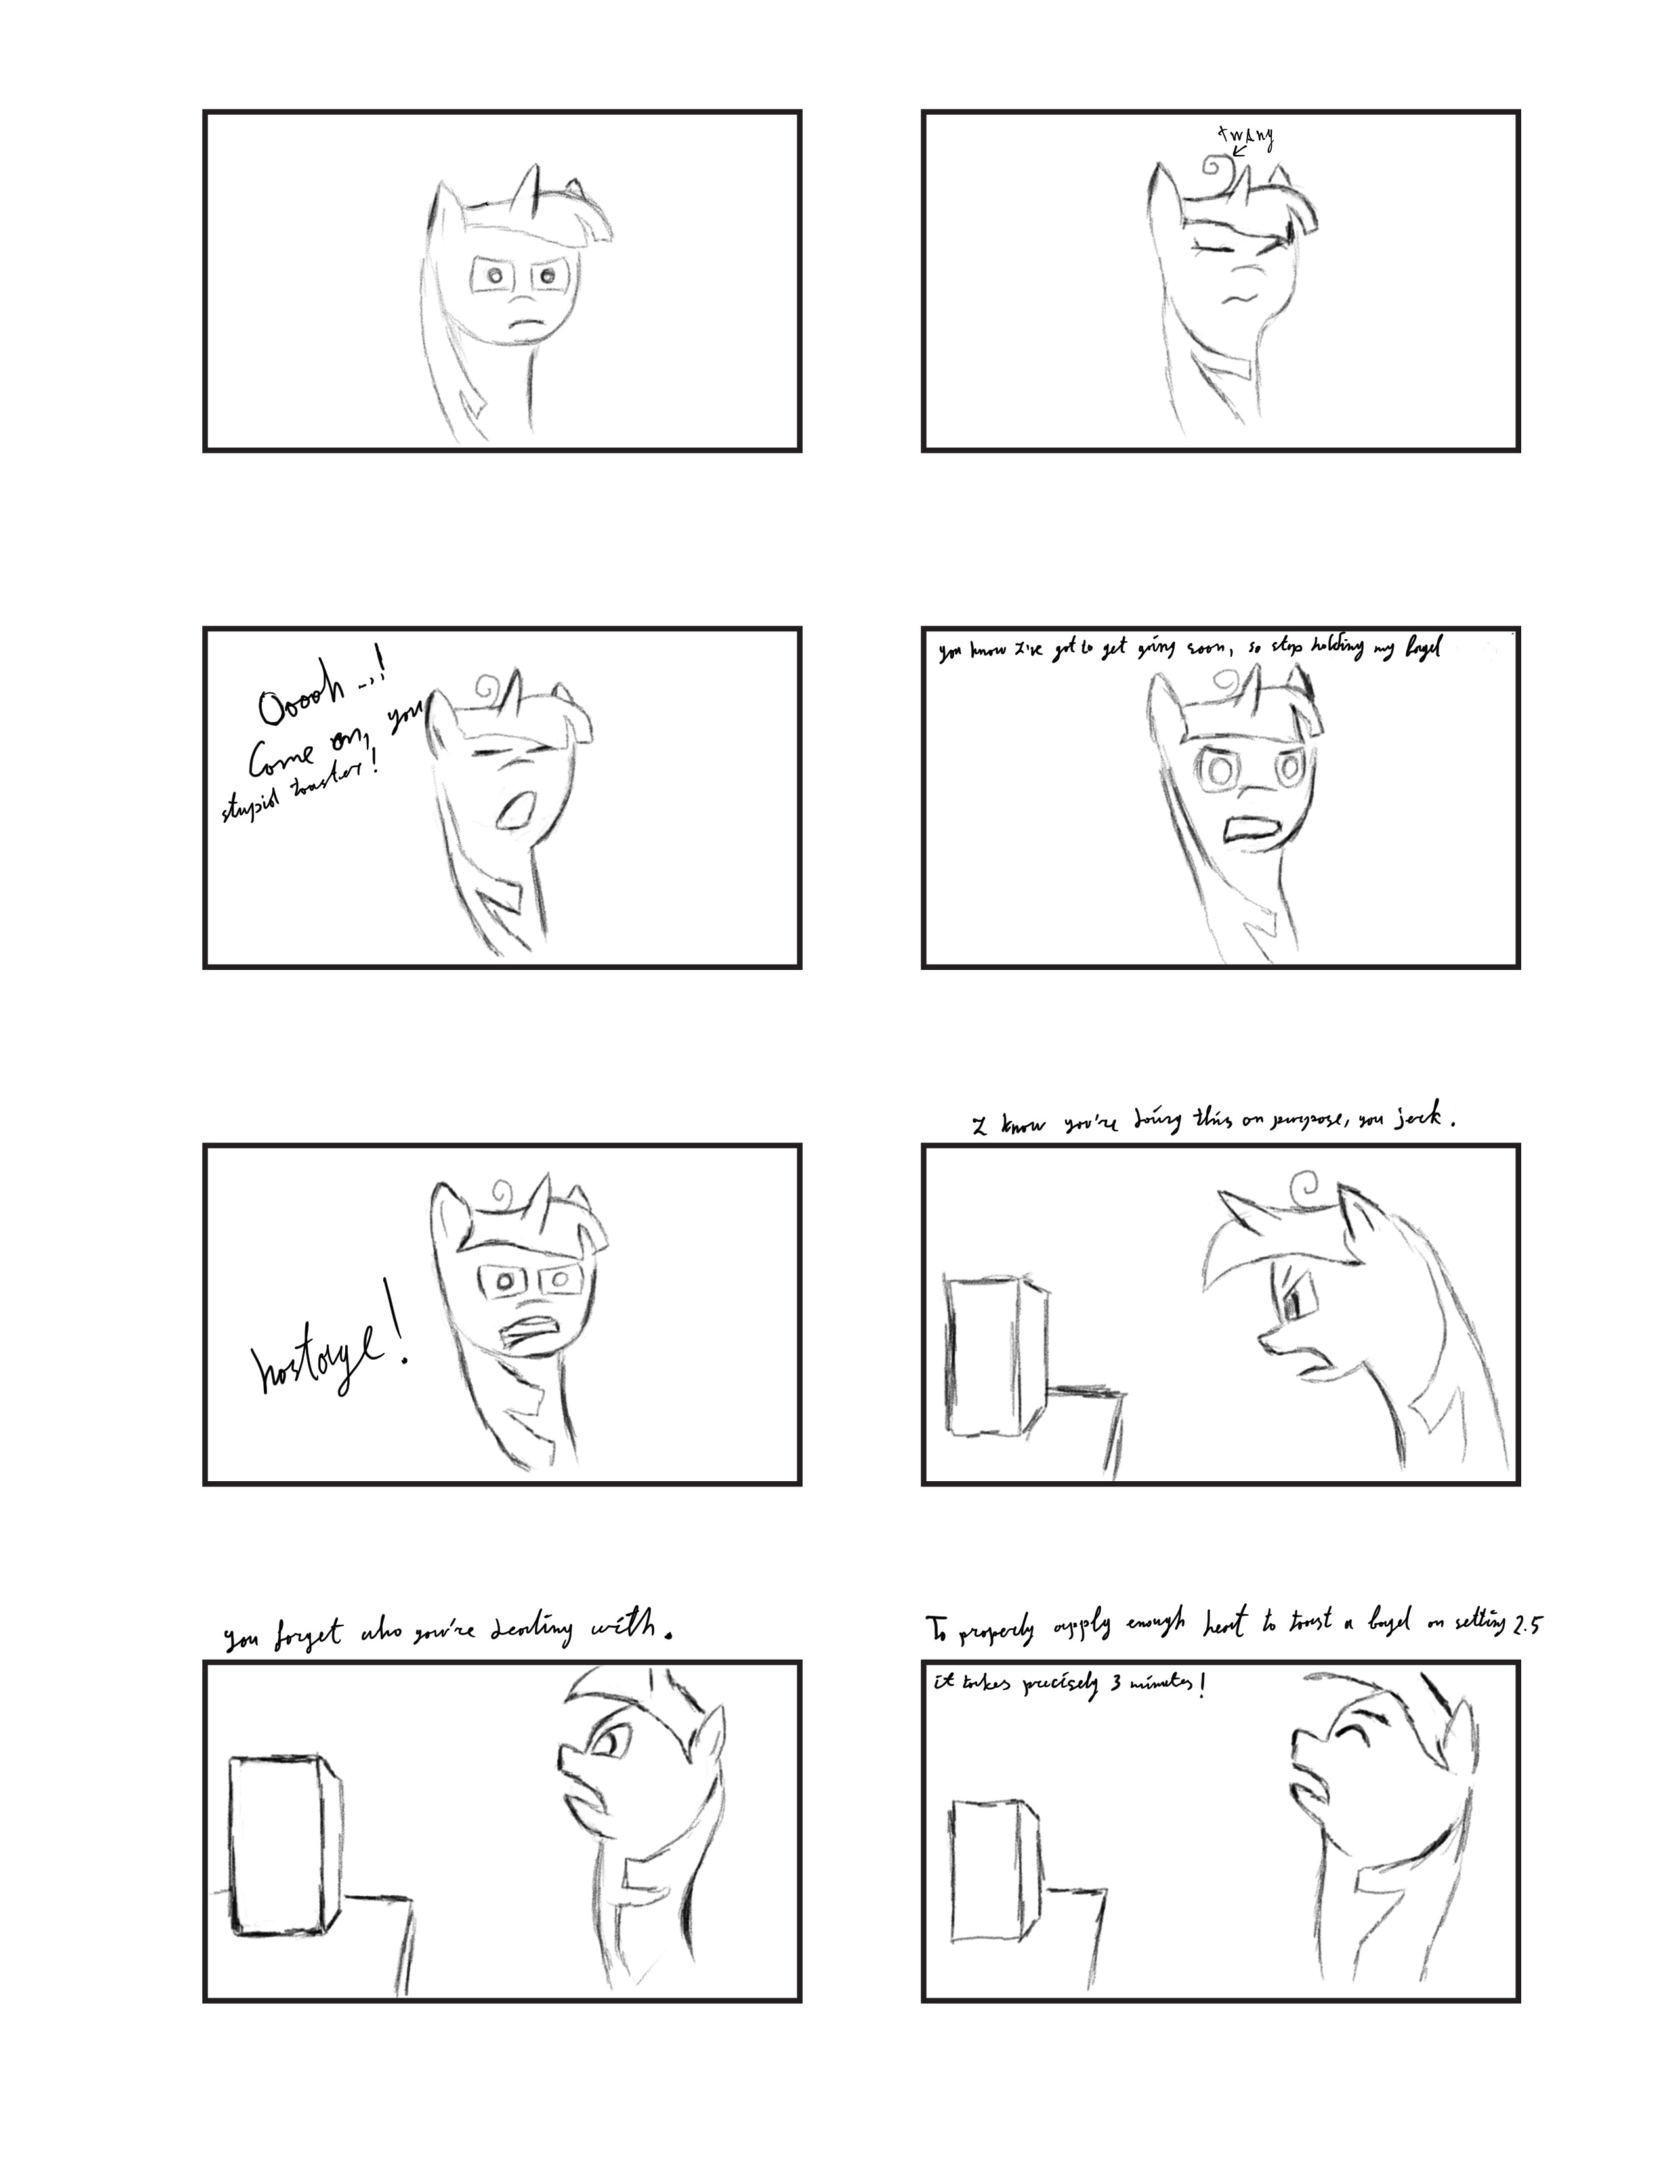 twang
Ooooh...!
Come on, you
stupid toaster!
you know I've got to get going soon, so stop holding my bagel
hostage!
I know you're doing this on purpose, you jerk.
you forget who you're dealing with.
To properly apply enough heat to toast a bagel on setting 2.5
it takes precisely 3 minutes!